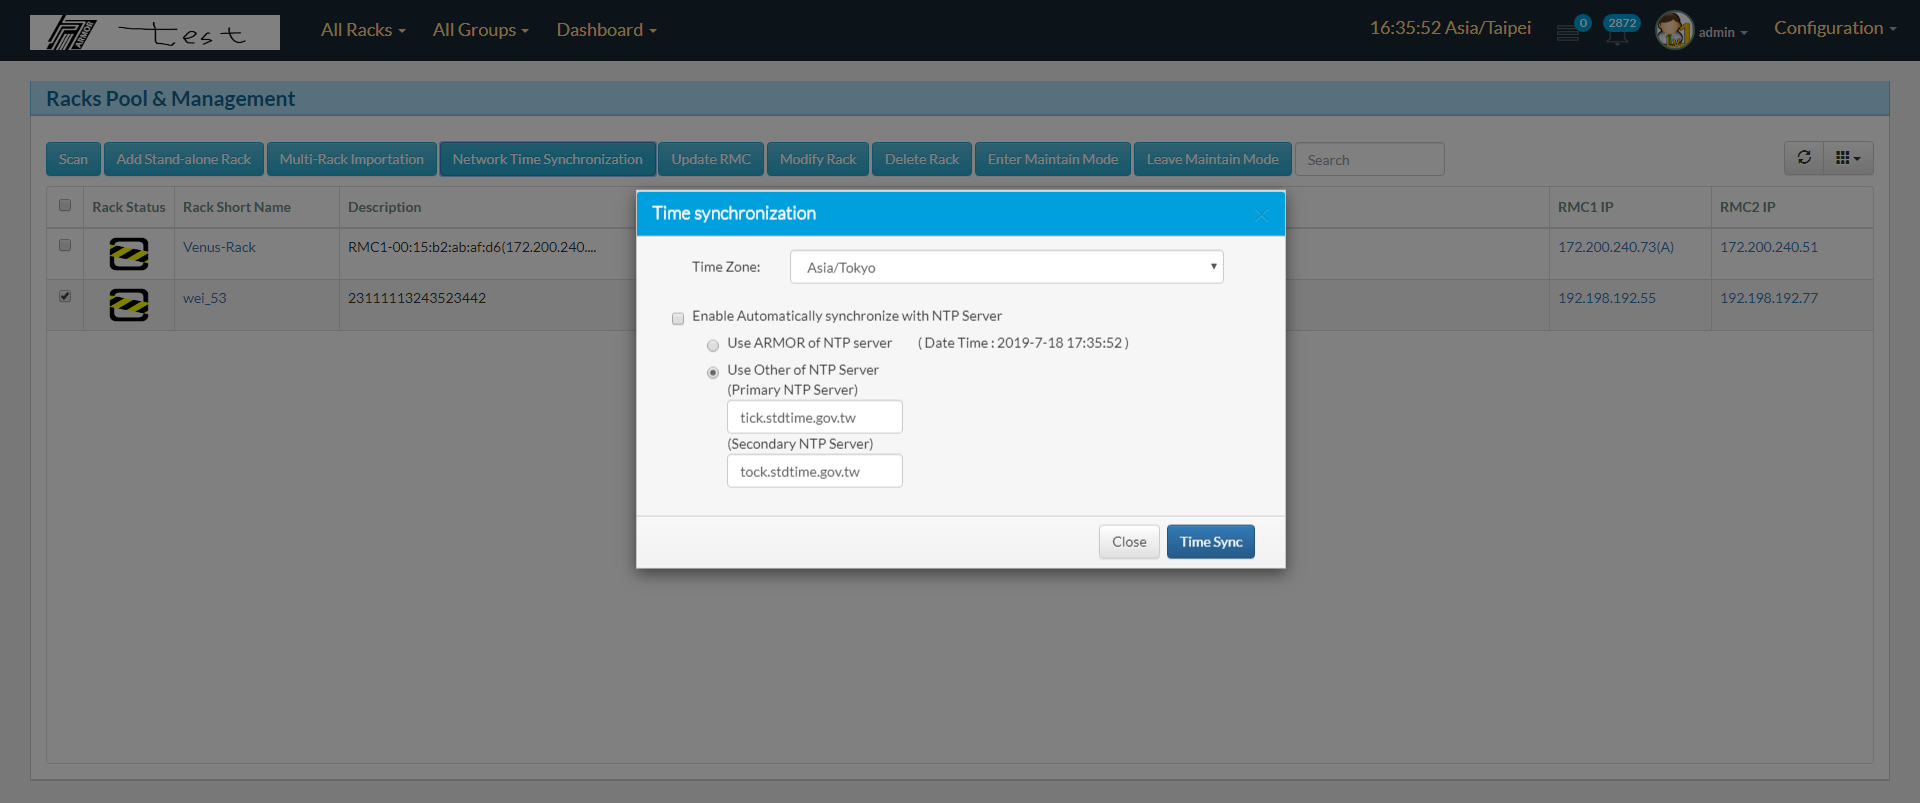 ARMOR test All Racks All Groups Dashboard 16:35:52 Asia/Taipei 0 2872 admin Configuration
Racks Pool & Management
Scan Add Stand-alone Rack Multi-Rack Importation Network Time Synchronization Update RMC Modify Rack Delete Rack Enter Maintain Mode Leave Maintain Mode Search
Rack Status Rack Short Name Description RMC1 IP RMC2 IP
Venus-Rack RMC1-00:15:b2:ab:af:d6(172.200.240.... 172.200.240.73(A) 172.200.240.51
wei_53 23111113243523442 192.198.192.55 192.198.192.77
Time synchronization
Time Zone: Asia/Tokyo
Enable Automatically synchronize with NTP Server
Use ARMOR of NTP server ( Date Time : 2019-7-18 17:35:52 )
Use Other of NTP Server
(Primary NTP Server)
tick.stdtime.gov.tw
(Secondary NTP Server)
tock.stdtime.gov.tw
Close Time Sync